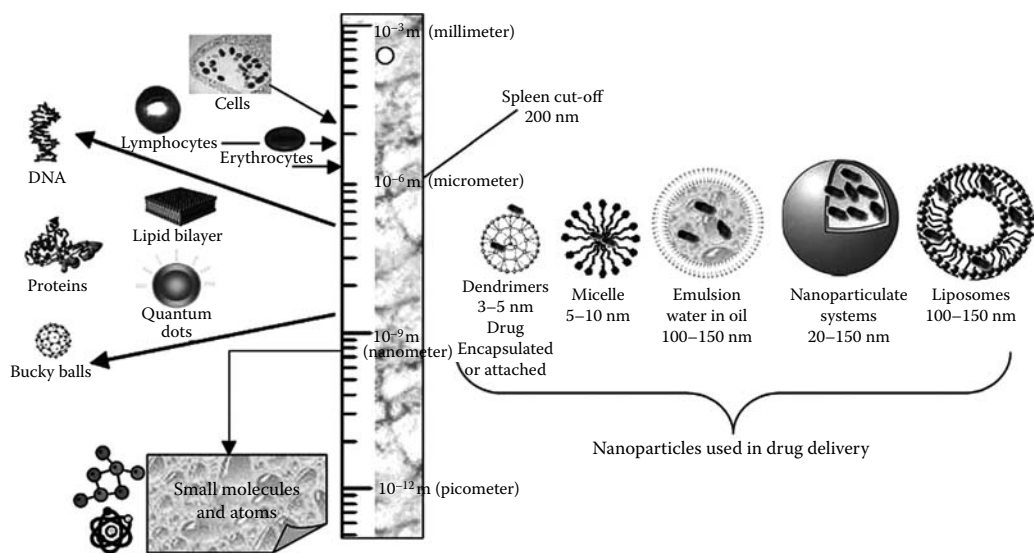 10⁻³ m (millimeter)
Cells
Lymphocytes
Erythrocytes
DNA
Lipid bilayer
Proteins
Quantum
dots
Bucky balls
Spleen cut-off
200 nm
10⁻⁶ m (micrometer)
10⁻⁹ m
(nanometer)
10⁻¹² m (picometer)
Small molecules
and atoms
Dendrimers
3–5 nm
Drug
Encapsulated
or attached
Micelle
5–10 nm
Emulsion
water in oil
100–150 nm
Nanoparticulate
systems
20–150 nm
Liposomes
100–150 nm
Nanoparticles used in drug delivery